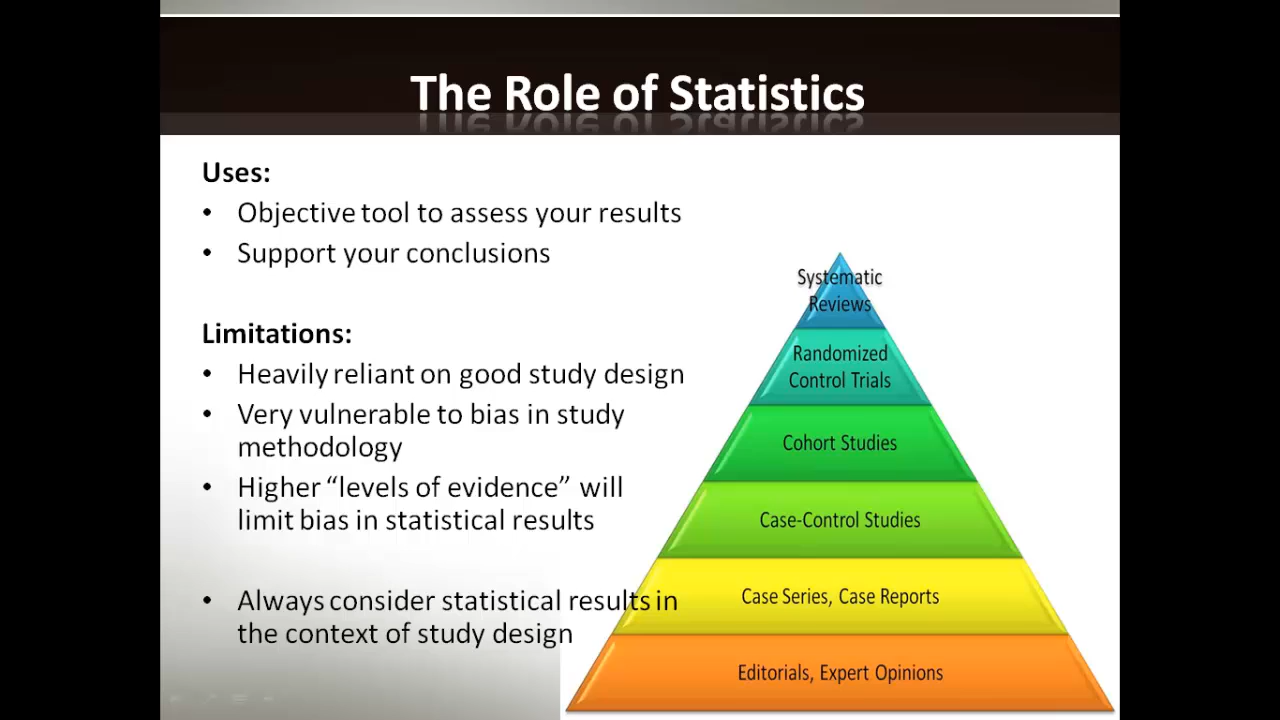 The Role of Statistics
Uses:
• Objective tool to assess your results
• Support your conclusions
Limitations:
• Heavily reliant on good study design
• Very vulnerable to bias in study
methodology
• Higher “levels of evidence” will
limit bias in statistical results
• Always consider statistical results in
the context of study design
Systematic
Reviews
Randomized
Control Trials
Cohort Studies
Case-Control Studies
Case Series, Case Reports
Editorials, Expert Opinions